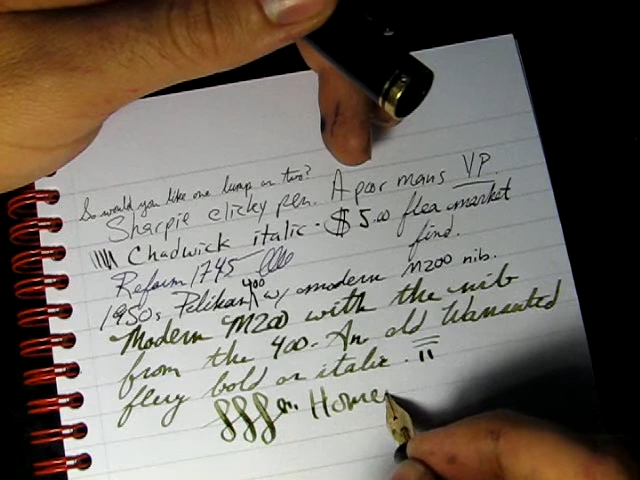 So would you like one lump or two?
Sharpie clicky pen. A poor mans VP.
Chadwick italic - $5.00 flea market
find.
Reform 1745
1950s Pelikan 400 w/ modern M200 nib.
Modern M200 with the nib
from the 400. An old Warranted
flexy bold or italic.
Home